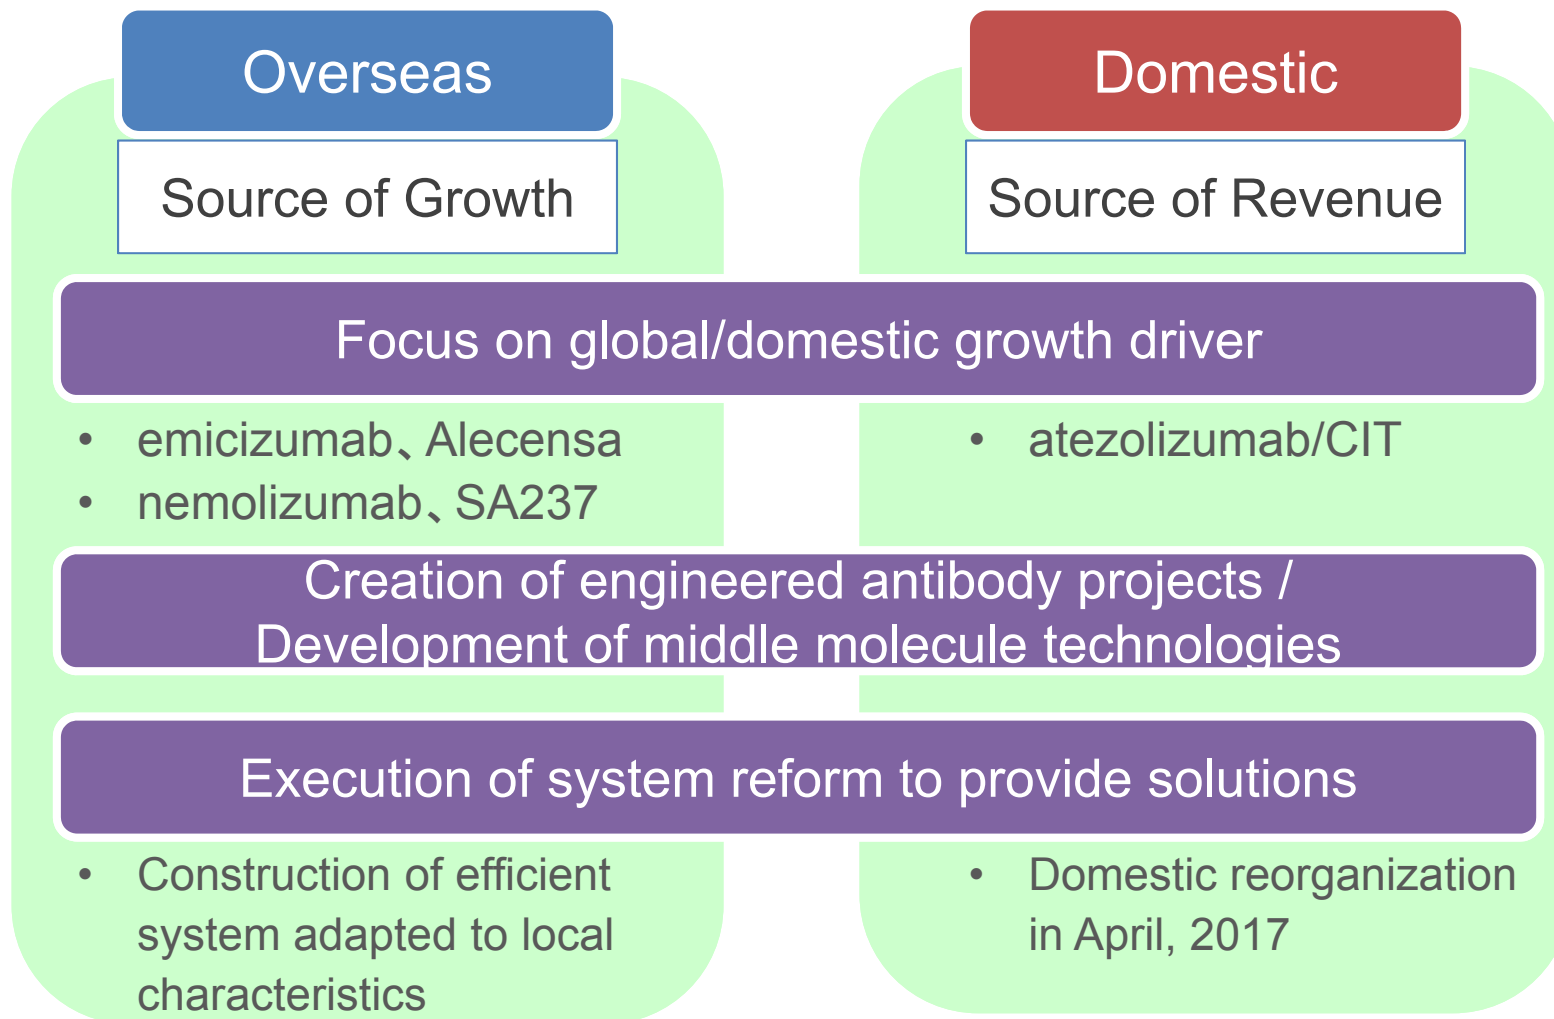 Overseas
Domestic
Source of Growth
Source of Revenue
Focus on global/domestic growth driver
• emicizumab、Alecensa
• nemolizumab、SA237
• atezolizumab/CIT
Creation of engineered antibody projects /
Development of middle molecule technologies
Execution of system reform to provide solutions
• Construction of efficient
system adapted to local
characteristics
• Domestic reorganization
in April, 2017